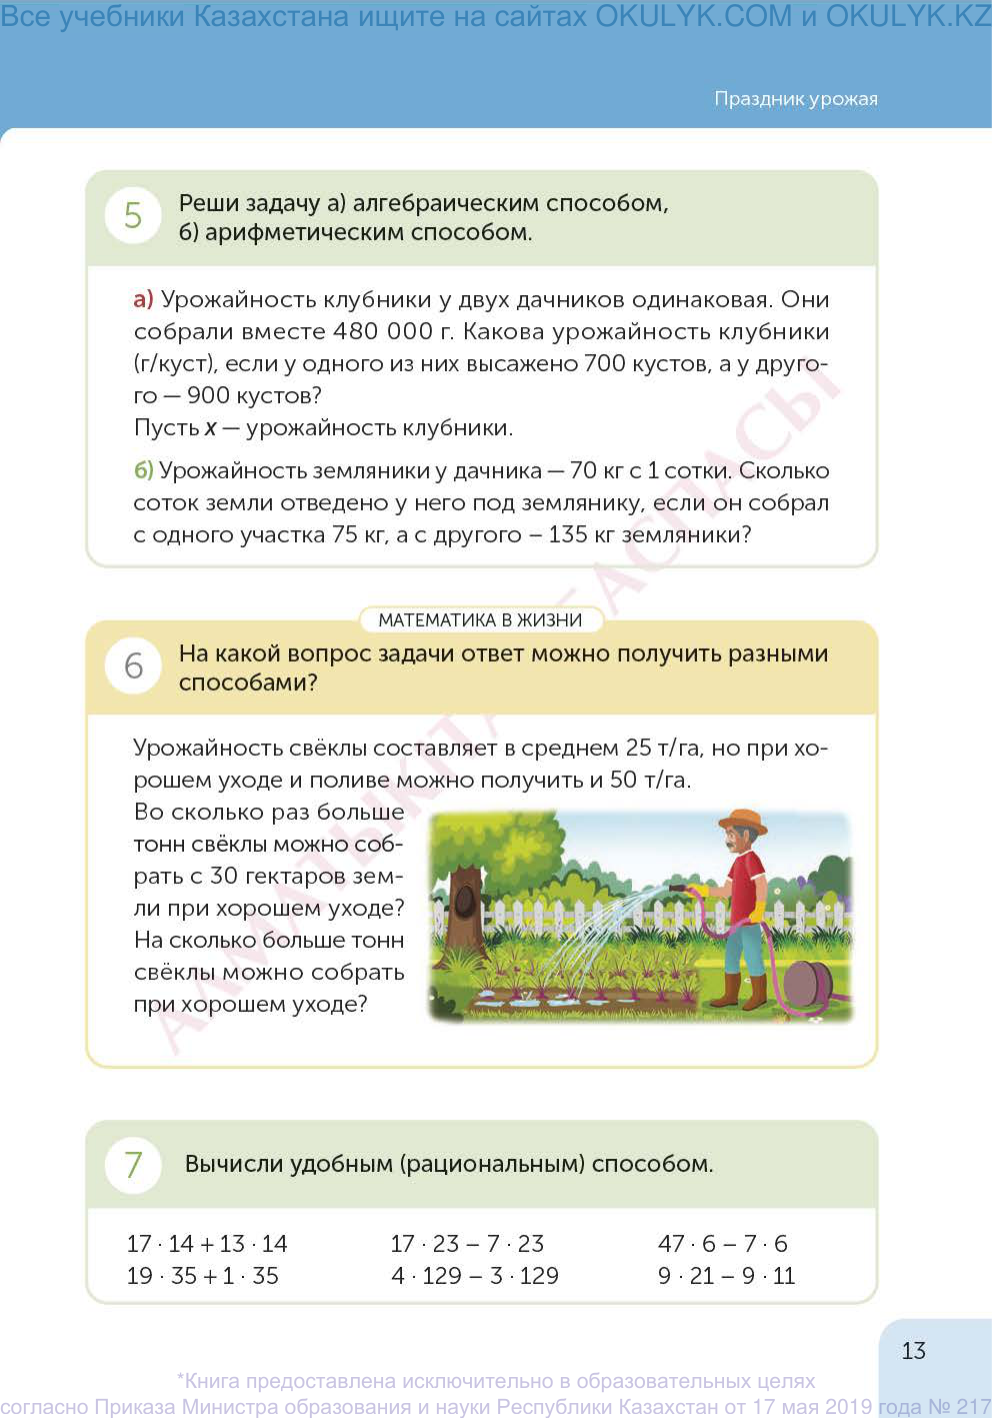 Все учебники Казахстана ищите на сайтах OKULYK.COM и OKULYK.KZ
Праздник урожая
5
Реши задачу а) алгебраическим способом,
б) арифметическим способом.
а) Урожайность клубники у двух дачников одинаковая. Они
собрали вместе 480 000 г. Какова урожайность клубники
(г/куст), если у одного из них высажено 700 кустов, а у друго-
го — 900 кустов?
Пусть х — урожайность клубники.
б) Урожайность земляники у дачника — 70 кг с 1 сотки. Сколько
соток земли отведено у него под землянику, если он собрал
с одного участка 75 кг, а с другого – 135 кг земляники?
МАТЕМАТИКА В ЖИЗНИ
6
На какой вопрос задачи ответ можно получить разными
способами?
Урожайность свёклы составляет в среднем 25 т/га, но при хо-
рошем уходе и поливе можно получить и 50 т/га.
Во сколько раз больше
тонн свёклы можно соб-
рать с 30 гектаров зем-
ли при хорошем уходе?
На сколько больше тонн
свёклы можно собрать
при хорошем уходе?
7
Вычисли удобным (рациональным) способом.
17 · 14 + 13 · 14 17 · 23 – 7 · 23 47 · 6 – 7 · 6
19 · 35 + 1 · 35 4 · 129 – 3 · 129 9 · 21 – 9 · 11
13
*Книга предоставлена исключительно в образовательных целях
согласно Приказа Министра образования и науки Республики Казахстан от 17 мая 2019 года № 217